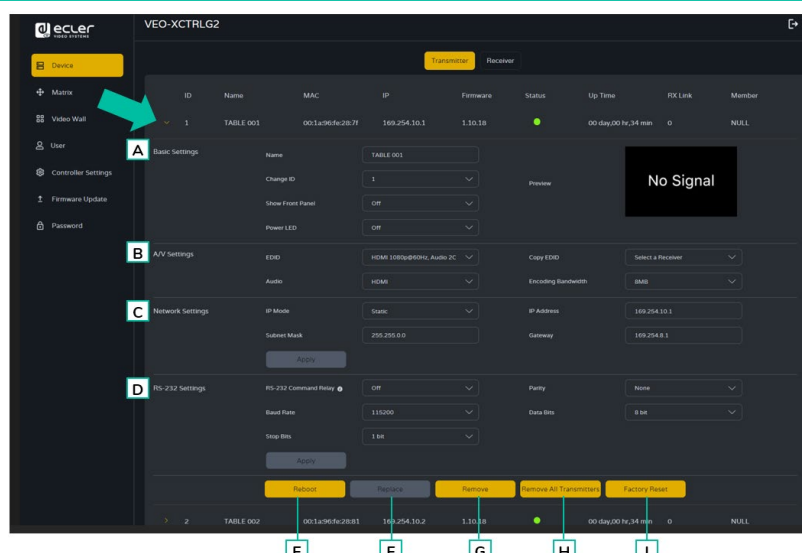 ecler
VIDEO SYSTEMS
VEO-XCTRLG2
Device
Matrix
Video Wall
User
Controller Settings
Firmware Update
Password
Transmitter Receiver
ID Name MAC IP Firmware Status Up Time RX Link Member
1 TABLE 001 00:1a:96:fe:28:7f 169.254.10.1 1.10.18 00 day,00 hr,34 min 0 NULL
A Basic Settings
Name TABLE 001
Change ID 1
Preview No Signal
Show Front Panel Off
Power LED Off
B A/V Settings
EDID HDMI 1080p@60Hz, Audio 2C Copy EDID Select a Receiver
Audio HDMI Encoding Bandwidth 8MB
C Network Settings
IP Mode Static IP Address 169.254.10.1
Subnet Mask 255.255.0.0 Gateway 169.254.8.1
Apply
D RS-232 Settings
RS-232 Command Relay Off Parity None
Baud Rate 115200 Data Bits 8 bit
Stop Bits 1 bit
Apply
Reboot Replace Remove Remove All Transmitters Factory Reset
2 TABLE 002 00:1a:96:fe:28:81 169.254.10.2 1.10.18 00 day,00 hr,34 min 0 NULL
G H